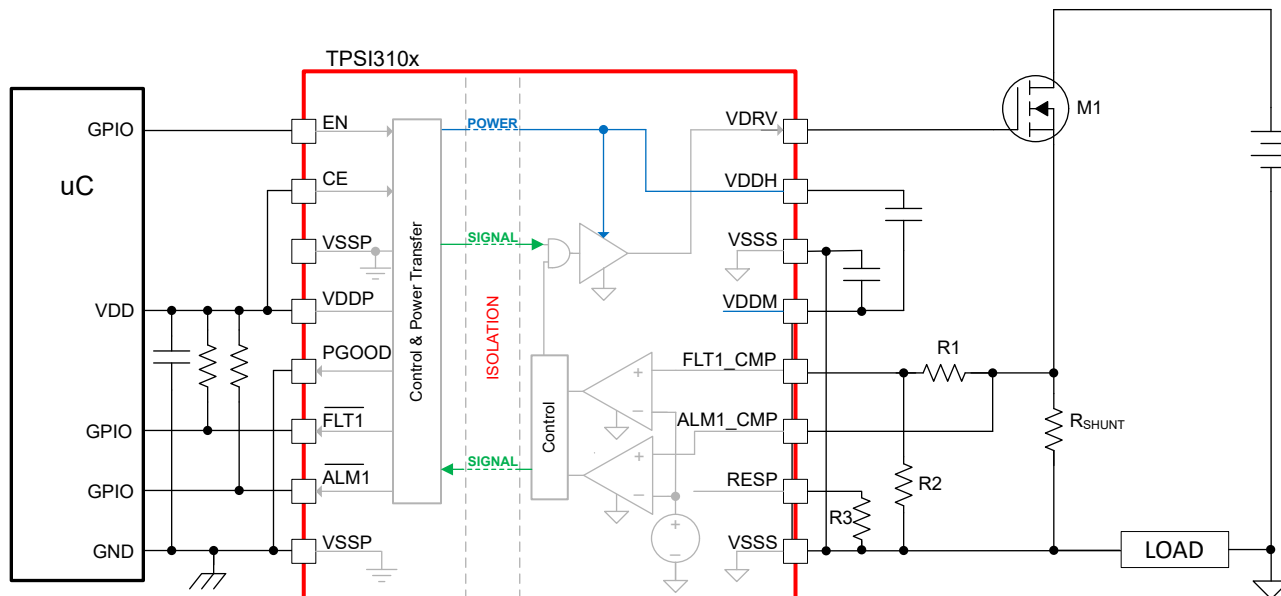 TPSI310x
uC
GPIO
VDD
GPIO
GPIO
GND
EN
CE
VSSP
VDDP
PGOOD
FLT1
ALM1
VSSP
Control & Power Transfer
POWER
SIGNAL
ISOLATION
SIGNAL
Control
+
−
+
−
+
−
VDRV
VDDH
VSSS
VDDM
FLT1_CMP
ALM1_CMP
RESP
VSSS
M1
R1
R2
R3
RSHUNT
LOAD